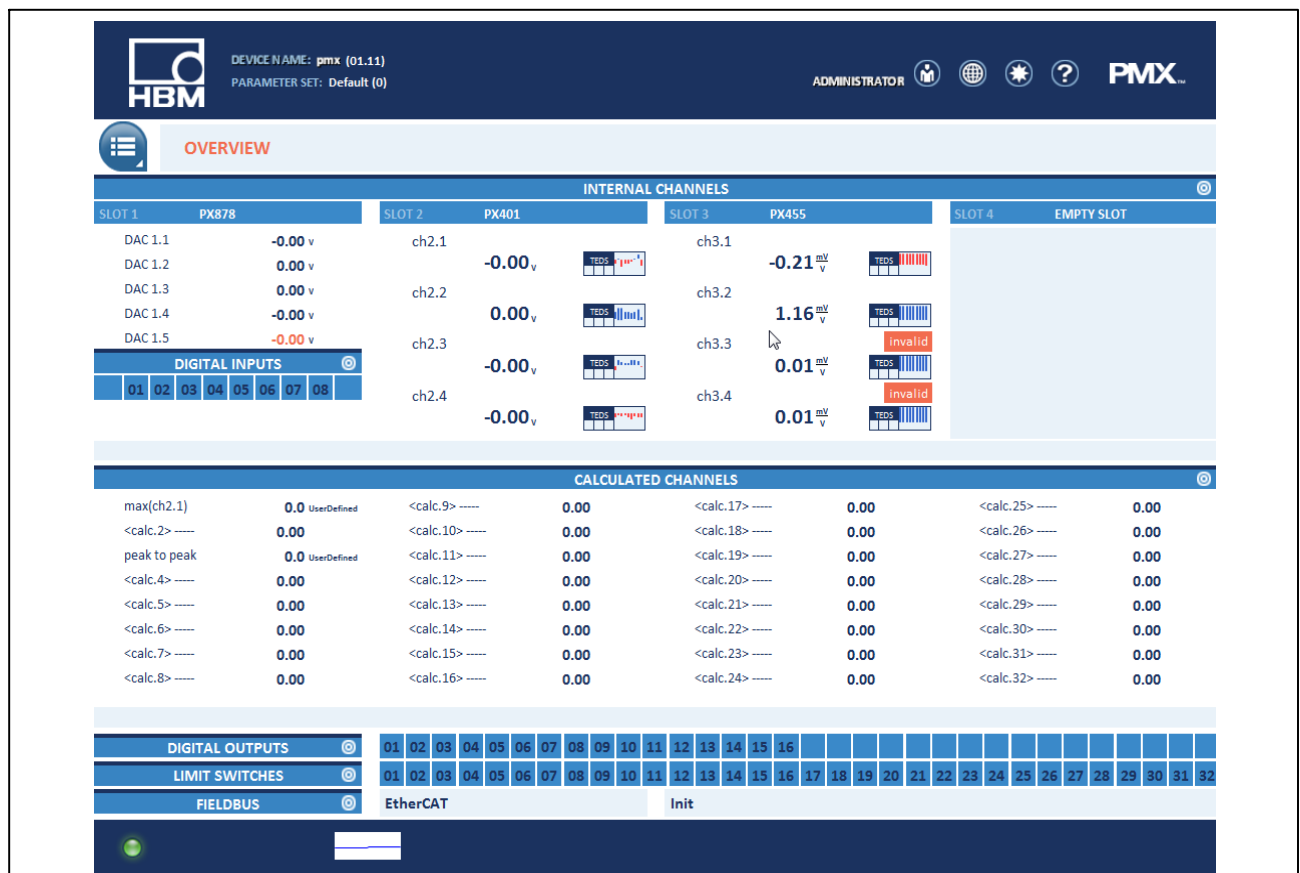 HBM
DEVICE NAME: pmx (01.11)
PARAMETER SET: Default (0)
ADMINISTRATOR
?
PMX™
OVERVIEW
INTERNAL CHANNELS
SLOT 1 PX878
DAC 1.1 -0.00 V
DAC 1.2 0.00 V
DAC 1.3 0.00 V
DAC 1.4 -0.00 V
DAC 1.5 -0.00 V
DIGITAL INPUTS
01 02 03 04 05 06 07 08
SLOT 2 PX401
ch2.1
-0.00 V TEDS
ch2.2
0.00 V TEDS
ch2.3
-0.00 V TEDS
ch2.4
-0.00 V TEDS
SLOT 3 PX455
ch3.1
-0.21 mV/V TEDS
ch3.2
1.16 mV/V TEDS
ch3.3 invalid
0.01 mV/V TEDS
ch3.4 invalid
0.01 mV/V TEDS
SLOT 4 EMPTY SLOT
CALCULATED CHANNELS
max(ch2.1) 0.0 UserDefined <calc.9> ----- 0.00 <calc.17> ----- 0.00 <calc.25> ----- 0.00
<calc.2> ----- 0.00 <calc.10> ----- 0.00 <calc.18> ----- 0.00 <calc.26> ----- 0.00
peak to peak 0.0 UserDefined <calc.11> ----- 0.00 <calc.19> ----- 0.00 <calc.27> ----- 0.00
<calc.4> ----- 0.00 <calc.12> ----- 0.00 <calc.20> ----- 0.00 <calc.28> ----- 0.00
<calc.5> ----- 0.00 <calc.13> ----- 0.00 <calc.21> ----- 0.00 <calc.29> ----- 0.00
<calc.6> ----- 0.00 <calc.14> ----- 0.00 <calc.22> ----- 0.00 <calc.30> ----- 0.00
<calc.7> ----- 0.00 <calc.15> ----- 0.00 <calc.23> ----- 0.00 <calc.31> ----- 0.00
<calc.8> ----- 0.00 <calc.16> ----- 0.00 <calc.24> ----- 0.00 <calc.32> ----- 0.00
DIGITAL OUTPUTS 01 02 03 04 05 06 07 08 09 10 11 12 13 14 15 16
LIMIT SWITCHES 01 02 03 04 05 06 07 08 09 10 11 12 13 14 15 16 17 18 19 20 21 22 23 24 25 26 27 28 29 30 31 32
FIELDBUS EtherCAT Init